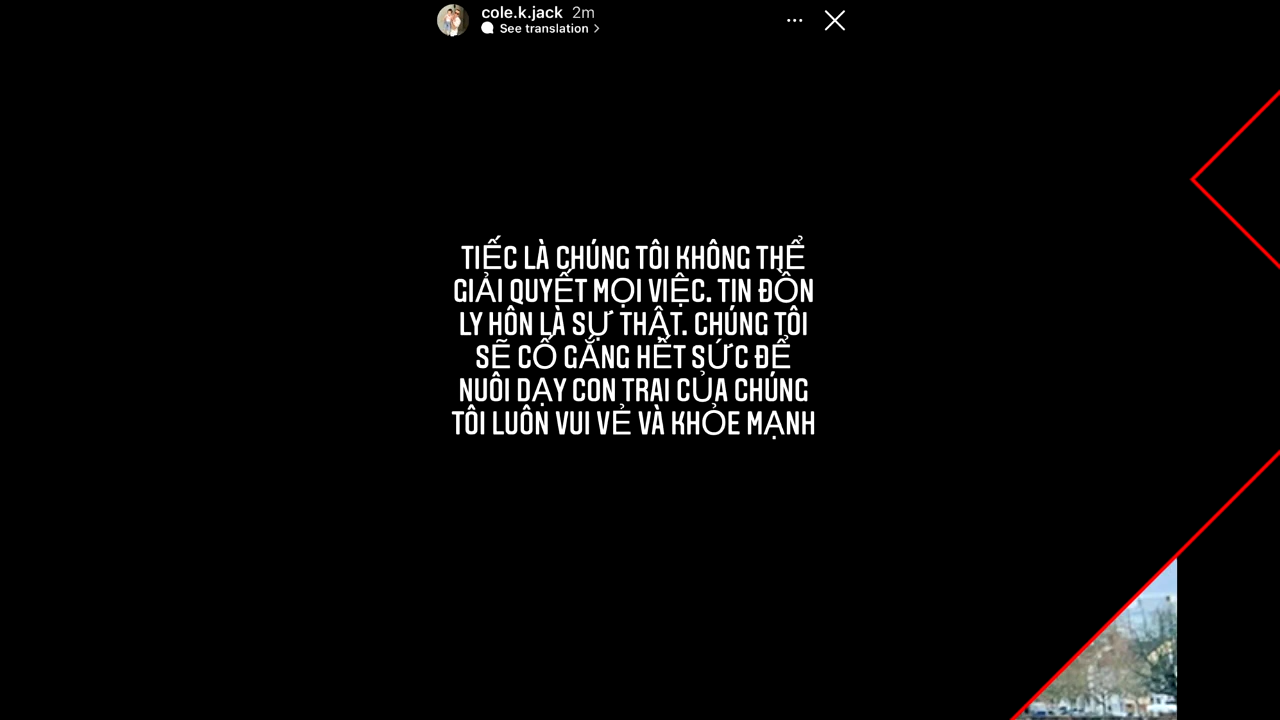 cole.k.jack 2m
See translation >
TIẾC LÀ CHÚNG TÔI KHÔNG THỂ
GIẢI QUYẾT MỌI VIỆC. TIN ĐỒN
LY HÔN LÀ SỰ THẬT. CHÚNG TÔI
SẼ CỐ GẮNG HẾT SỨC ĐỂ
NUÔI DẠY CON TRAI CỦA CHÚNG
TÔI LUÔN VUI VẺ VÀ KHỎE MẠNH